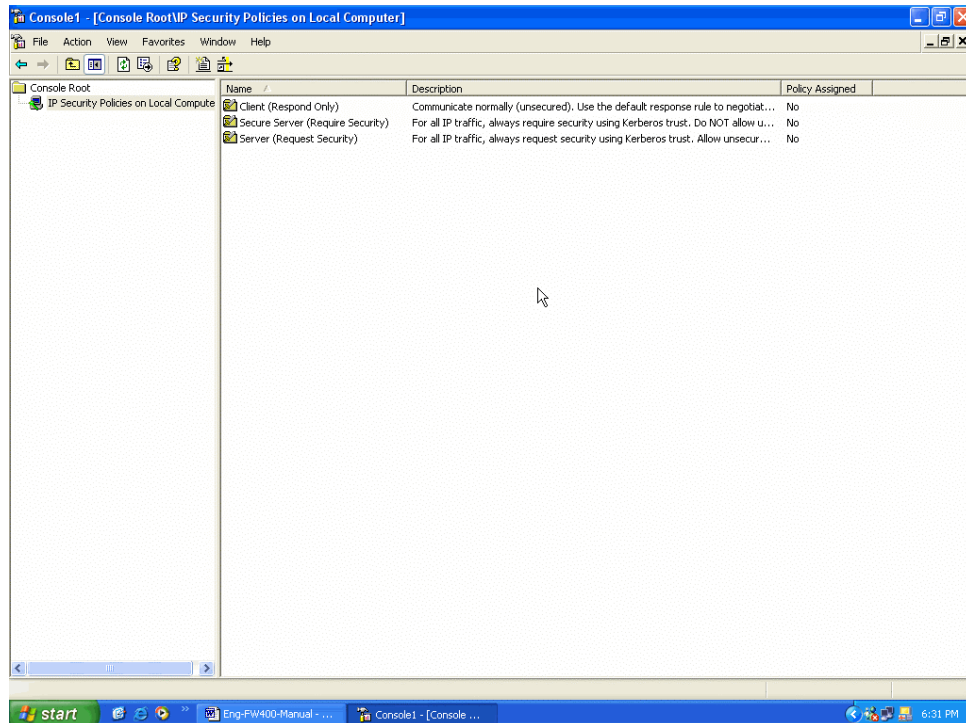 Console1 - [Console Root\IP Security Policies on Local Computer]
File Action View Favorites Window Help
Console Root
IP Security Policies on Local Compute
Name Description Policy Assigned
Client (Respond Only) Communicate normally (unsecured). Use the default response rule to negotiat... No
Secure Server (Require Security) For all IP traffic, always require security using Kerberos trust. Do NOT allow u... No
Server (Request Security) For all IP traffic, always request security using Kerberos trust. Allow unsecur... No
start Eng-FW400-Manual - ... Console1 - [Console ... 6:31 PM